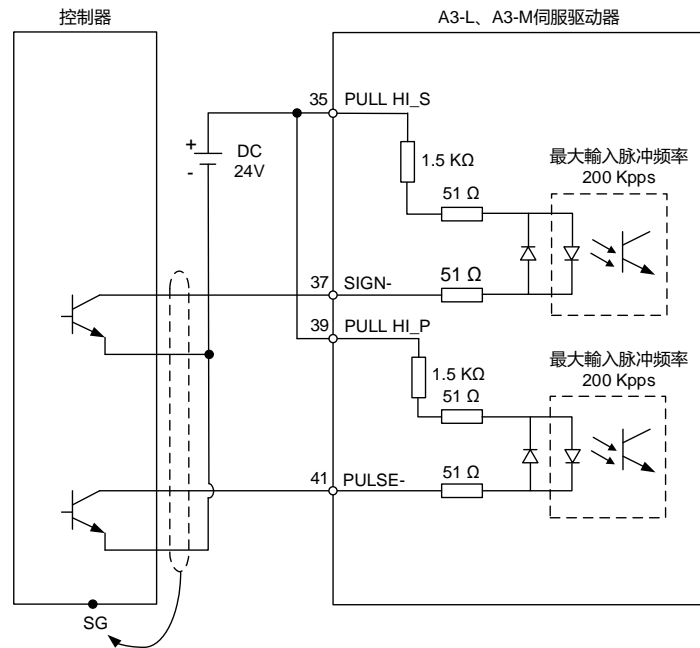 控制器
A3-L、A3-M伺服驱动器
35 PULL HI_S
+
-
DC
24V
1.5 KΩ
51 Ω
最大輸入脉冲频率
200 Kpps
37 SIGN-
51 Ω
39 PULL HI_P
1.5 KΩ
51 Ω
最大輸入脉冲频率
200 Kpps
41 PULSE-
51 Ω
SG